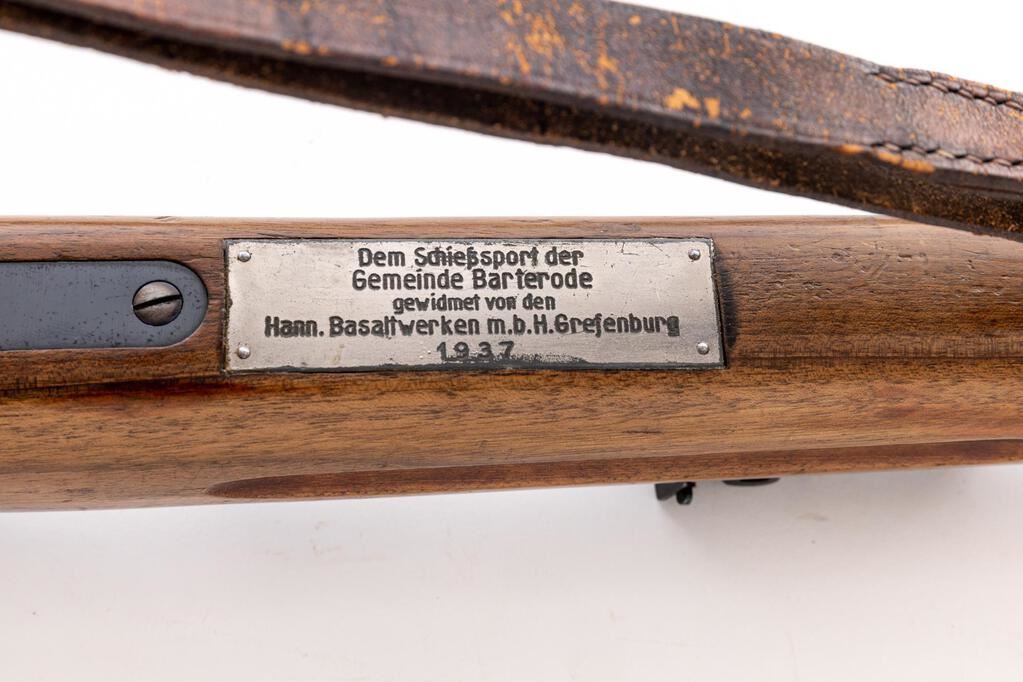 Dem Schießsport der
Gemeinde Barterode
gewidmet von den
Hann. Basaltwerken m.b.H. Grefenburg
1937